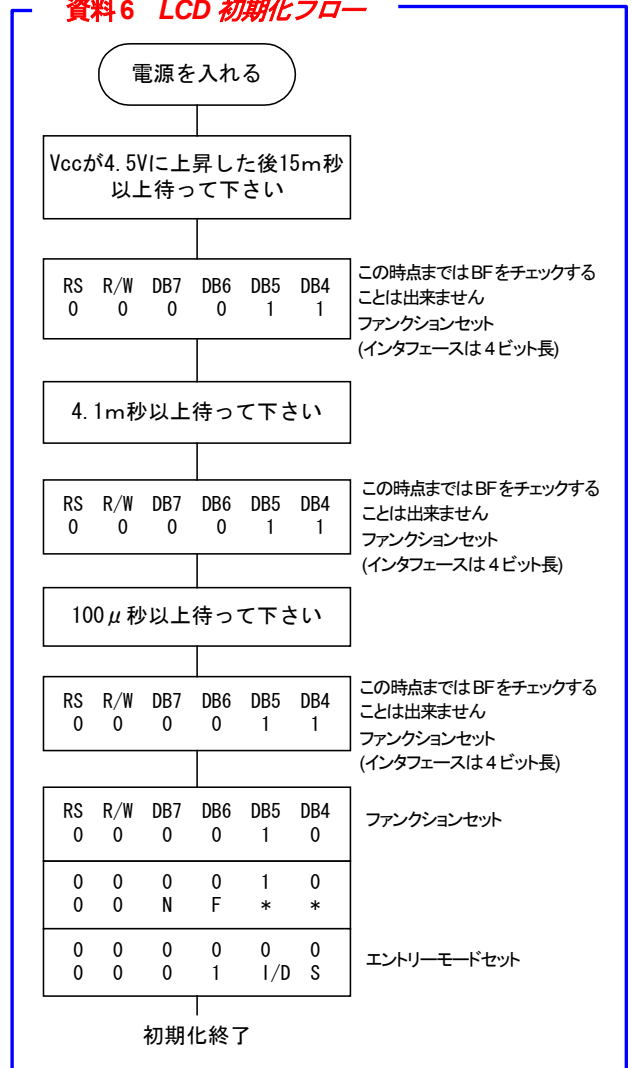 資料6 LCD 初期化フロー
電源を入れる
Vccが4.5Vに上昇した後15m秒
以上待って下さい
RS R/W DB7 DB6 DB5 DB4
0 0 0 0 1 1
この時点まではBFをチェックする
ことは出来ません
ファンクションセット
(インタフェースは4ビット長)
4.1m秒以上待って下さい
RS R/W DB7 DB6 DB5 DB4
0 0 0 0 1 1
この時点まではBFをチェックする
ことは出来ません
ファンクションセット
(インタフェースは4ビット長)
100μ秒以上待って下さい
RS R/W DB7 DB6 DB5 DB4
0 0 0 0 1 1
この時点まではBFをチェックする
ことは出来ません
ファンクションセット
(インタフェースは4ビット長)
RS R/W DB7 DB6 DB5 DB4
0 0 0 0 1 0
ファンクションセット
0 0 0 0 1 0
0 0 N F * *
0 0 0 0 0 0
0 0 0 1 I/D S
エントリーモードセット
初期化終了